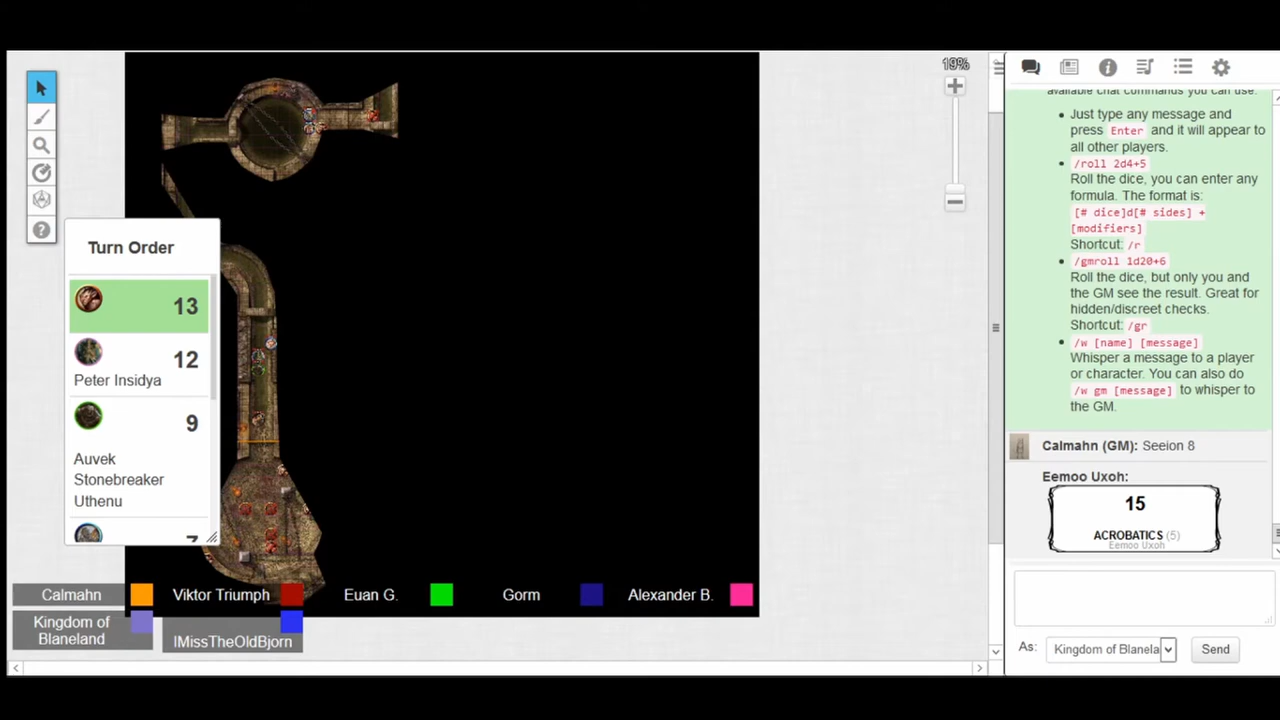 19%
Turn Order
13
12
Peter Insidya
9
Auvek
Stonebreaker
Uthenu
Calmahn
Viktor Triumph
Euan G.
Gorm
Alexander B.
Kingdom of
Blaneland
IMissTheOldBjorn
available chat commands you can use:
• Just type any message and
press Enter and it will appear to
all other players.
• /roll 2d4+5
Roll the dice, you can enter any
formula. The format is:
[# dice]d[# sides] +
[modifiers]
Shortcut: /r
• /gmroll 1d20+6
Roll the dice, but only you and
the GM see the result. Great for
hidden/discreet checks.
Shortcut: /gr
• /w [name] [message]
Whisper a message to a player
or character. You can also do
/w gm [message] to whisper to
the GM.
Calmahn (GM): Seeion 8
Eemoo Uxoh:
15
ACROBATICS (5)
Eemoo Uxoh
As: Kingdom of Blanela
Send